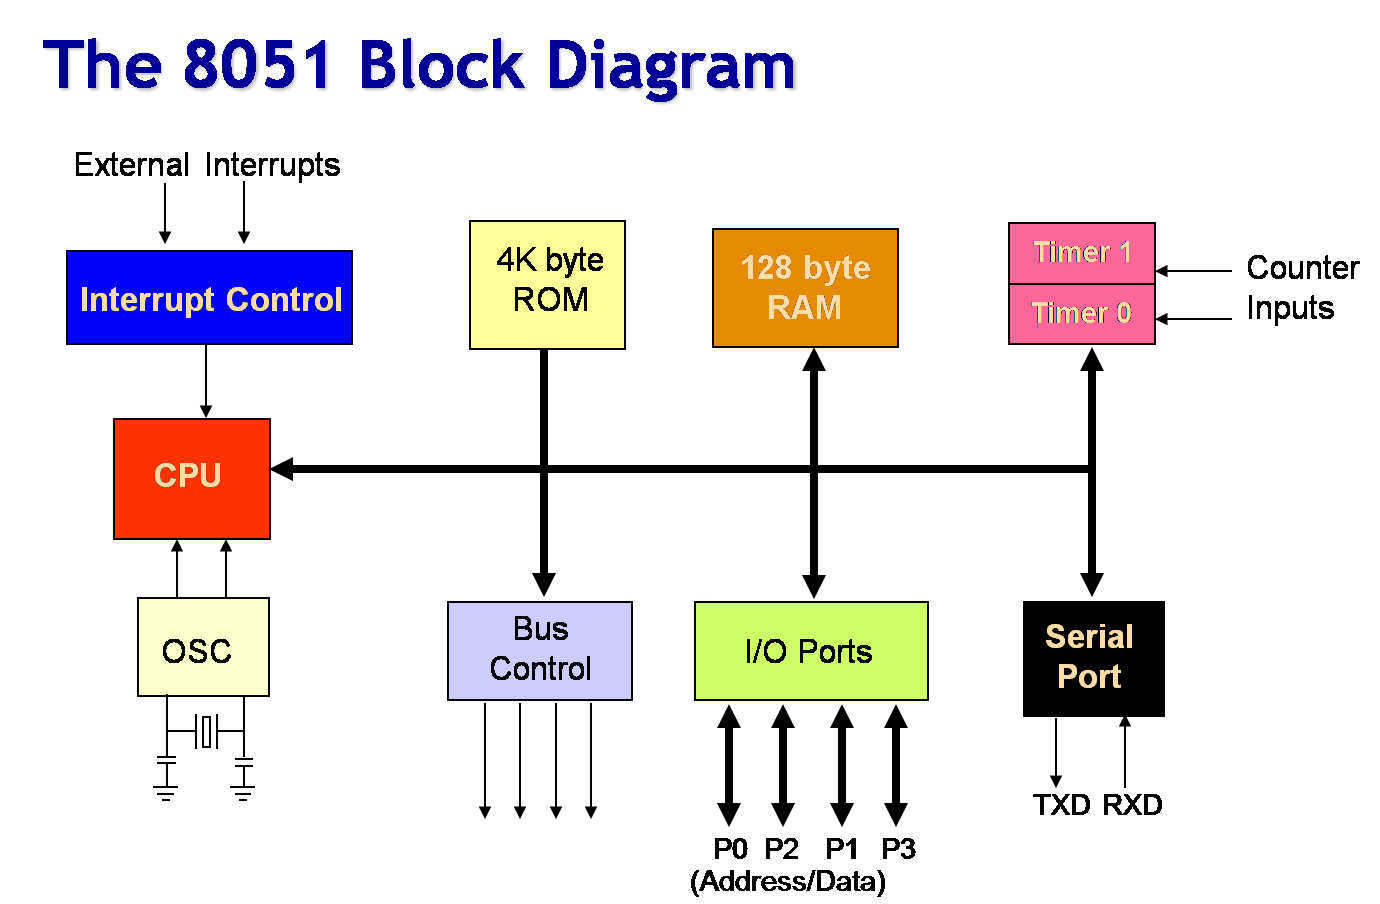 The 8051 Block Diagram
External Interrupts
Interrupt Control
4K byte
ROM
128 byte
RAM
Timer 1
Timer 0
Counter
Inputs
CPU
OSC
Bus
Control
I/O Ports
Serial
Port
TXD RXD
P0 P2 P1 P3
(Address/Data)